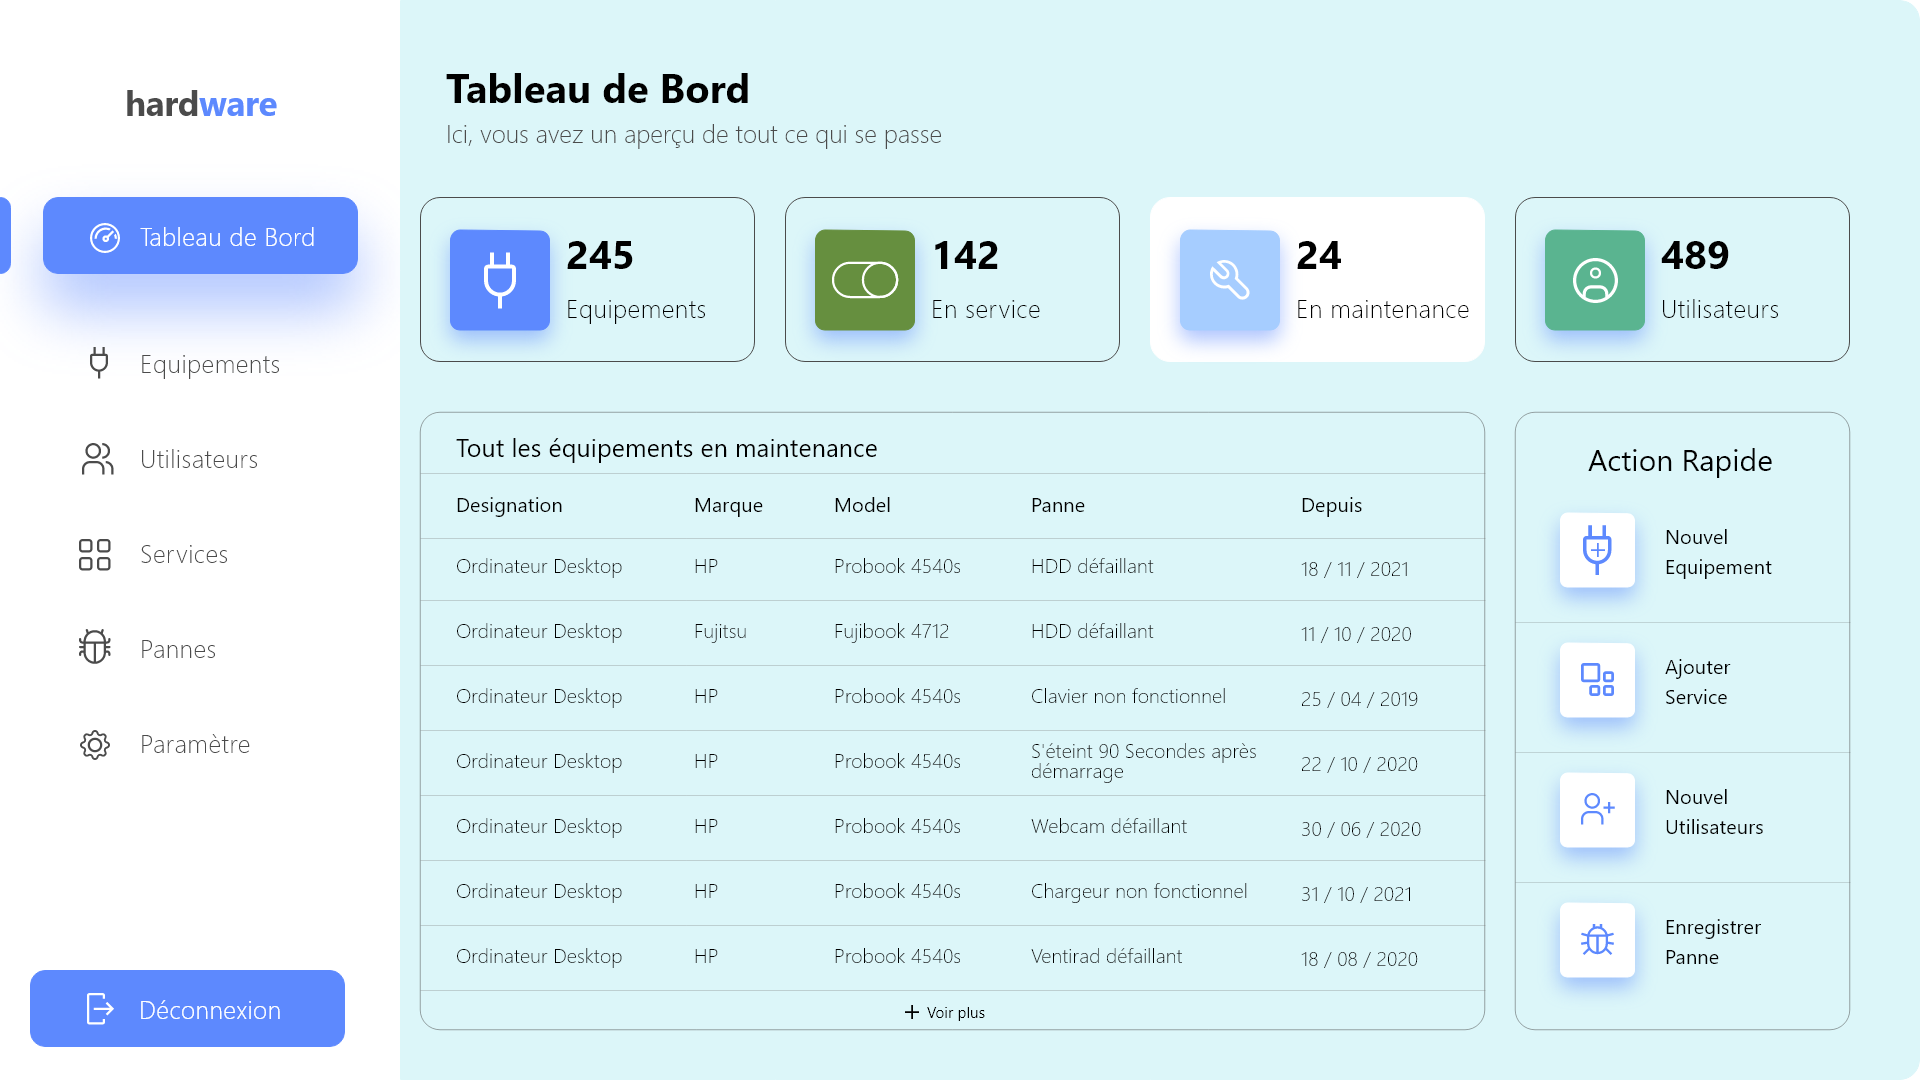 hardware
Tableau de Bord
Equipements
Utilisateurs
Services
Pannes
Paramètre
Déconnexion
Tableau de Bord
Ici, vous avez un aperçu de tout ce qui se passe
245
Equipements
142
En service
24
En maintenance
489
Utilisateurs
Tout les équipements en maintenance
Designation Marque Model Panne Depuis
Ordinateur Desktop HP Probook 4540s HDD défaillant 18 / 11 / 2021
Ordinateur Desktop Fujitsu Fujibook 4712 HDD défaillant 11 / 10 / 2020
Ordinateur Desktop HP Probook 4540s Clavier non fonctionnel 25 / 04 / 2019
Ordinateur Desktop HP Probook 4540s S'éteint 90 Secondes après
démarrage 22 / 10 / 2020
Ordinateur Desktop HP Probook 4540s Webcam défaillant 30 / 06 / 2020
Ordinateur Desktop HP Probook 4540s Chargeur non fonctionnel 31 / 10 / 2021
Ordinateur Desktop HP Probook 4540s Ventirad défaillant 18 / 08 / 2020
+ Voir plus
Action Rapide
Nouvel
Equipement
Ajouter
Service
Nouvel
Utilisateurs
Enregistrer
Panne